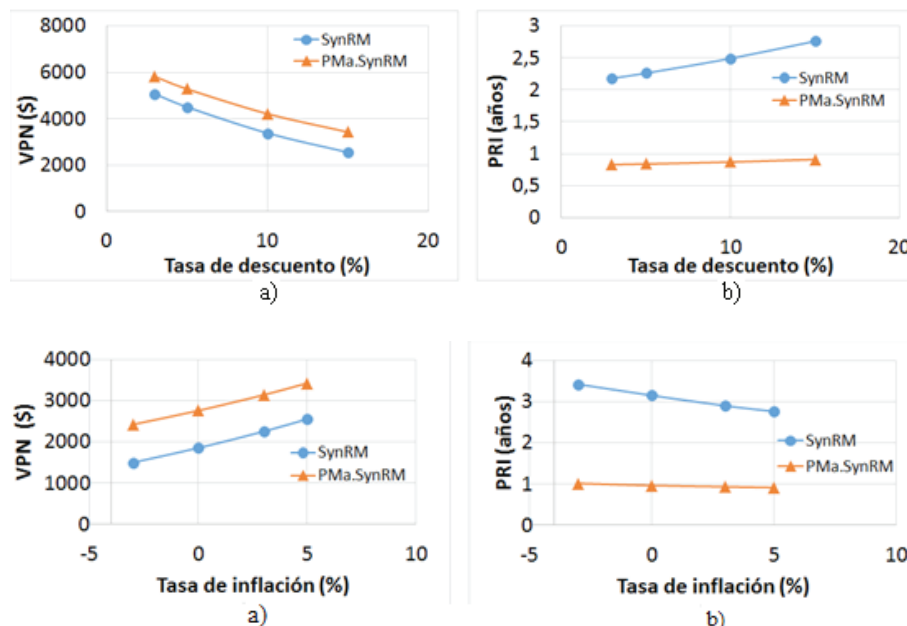 8000
6000
4000
2000
0
VPN ($)
SynRM
PMa.SynRM
0
10
20
Tasa de descuento (%)
a)
3
2,5
2
1,5
1
0,5
0
PRI (años)
SynRM
PMa.SynRM
0
10
20
Tasa de descuento (%)
b)
4000
3000
2000
1000
0
VPN ($)
SynRM
PMa.SynRM
-5
0
5
10
Tasa de inflación (%)
a)
4
3
2
1
0
PRI (años)
SynRM
PMa.SynRM
-5
0
5
10
Tasa de inflación (%)
b)